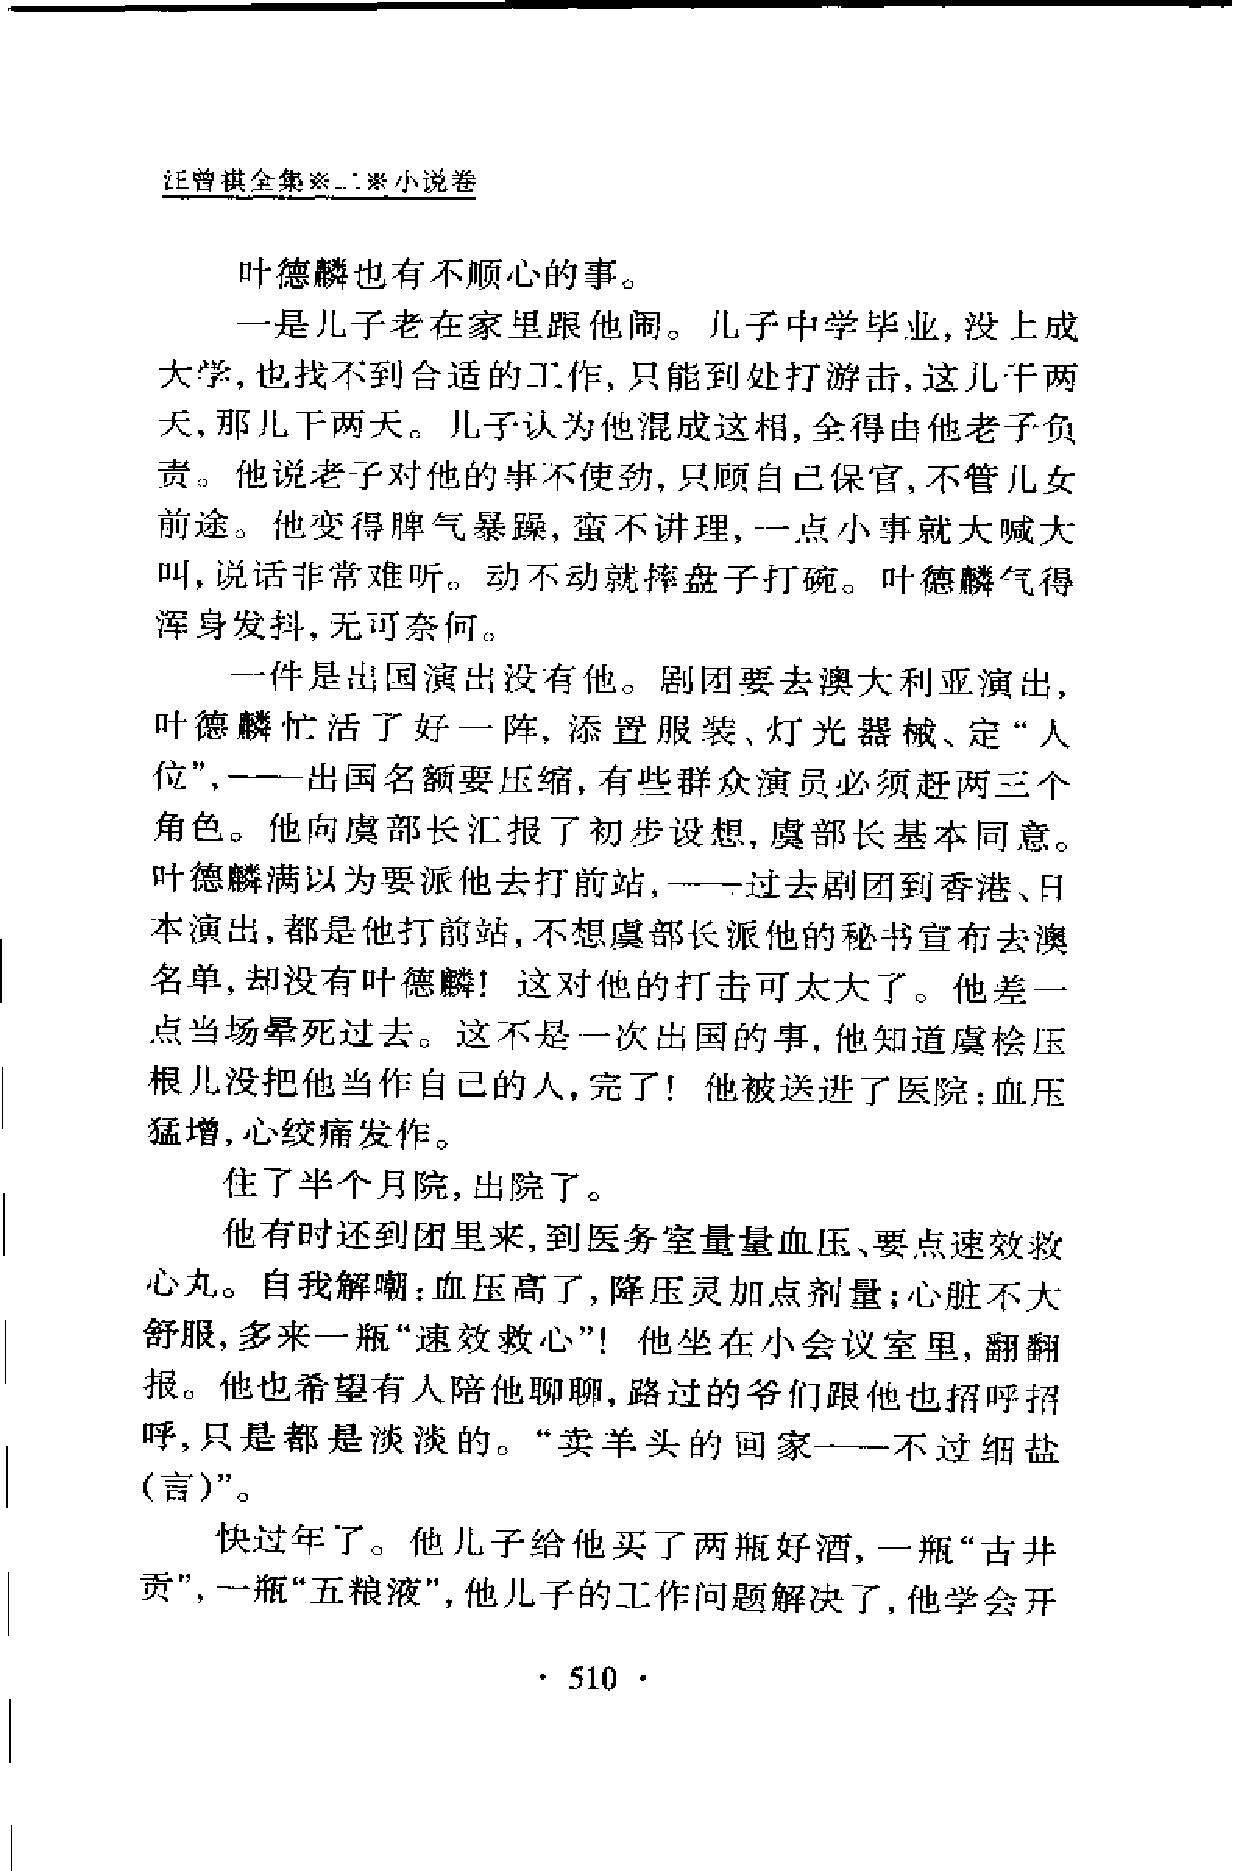 汪曾祺全集※二※小说卷
叶德麟也有不顺心的事。
一是儿子老在家里跟他闹。儿子中学毕业,没上成
大学,也找不到合适的工作,只能到处打游击,这儿干两
天,那儿干两天。儿子认为他混成这相,全得由他老子负
责。他说老子对他的事不使劲,只顾自己保官,不管儿女
前途。他变得脾气暴躁,蛮不讲理,一点小事就大喊大
叫,说话非常难听。动不动就摔盘子打碗。叶德麟气得
浑身发抖,无可奈何。
一件是出国演出没有他。剧团要去澳大利亚演出,
叶德麟忙活了好一阵,添置服装、灯光器械、定“人
位”,——出国名额要压缩,有些群众演员必须赶两三个
角色。他向虞部长汇报了初步设想,虞部长基本同意。
叶德麟满以为要派他去打前站,——过去剧团到香港、日
本演出,都是他打前站,不想虞部长派他的秘书宣布去澳
名单,却没有叶德麟!这对他的打击可太大了。他差一
点当场晕死过去。这不是一次出国的事,他知道虞桧压
根儿没把他当作自己的人,完了!他被送进了医院:血压
猛增,心绞痛发作。
住了半个月院,出院了。
他有时还到团里来,到医务室量量血压、要点速效救
心丸。自我解嘲:血压高了,降压灵加点剂量;心脏不大
舒服,多来一瓶“速效救心”!他坐在小会议室里,翻翻
报。他也希望有人陪他聊聊,路过的爷们跟他也招呼招
呼,只是都是淡淡的。“卖羊头的回家——不过细盐
(言)”。
快过年了。他儿子给他买了两瓶好酒,一瓶“古井
贡”,一瓶“五粮液”,他儿子的工作问题解决了,他学会开
· 510 ·